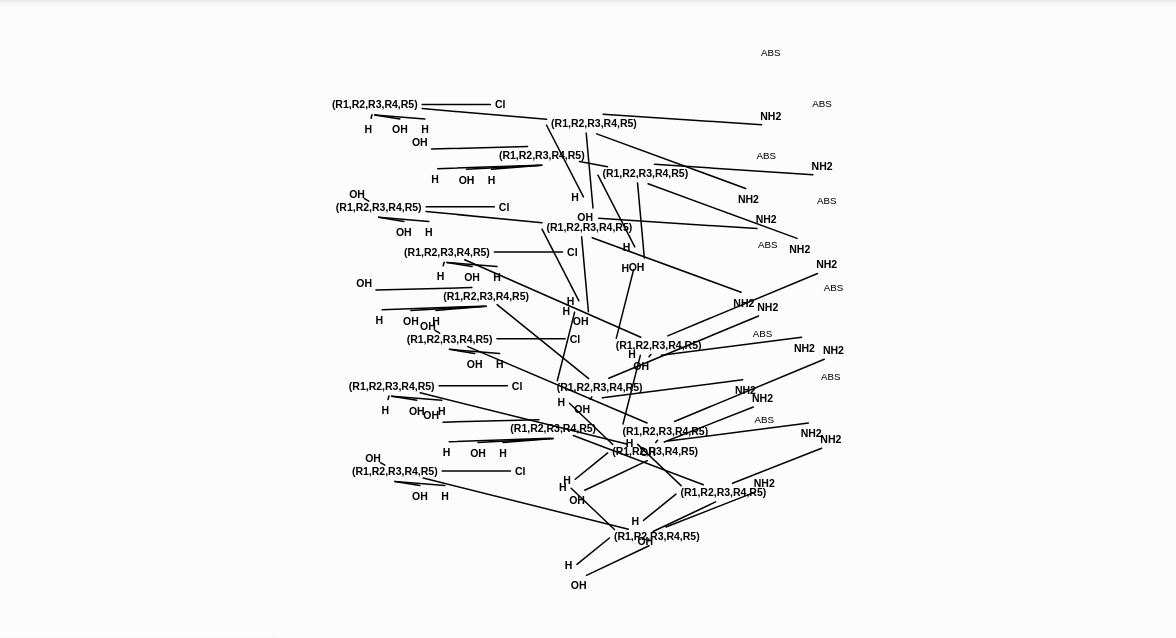 ABS
(R1,R2,R3,R4,R5) Cl ABS
NH2
H OH H (R1,R2,R3,R4,R5)
OH
(R1,R2,R3,R4,R5) ABS
NH2
H OH H (R1,R2,R3,R4,R5)
OH H NH2 ABS
(R1,R2,R3,R4,R5) Cl
OH NH2
OH H (R1,R2,R3,R4,R5)
H NH2 ABS
(R1,R2,R3,R4,R5) Cl
H OH NH2
H OH H
OH ABS
(R1,R2,R3,R4,R5) H NH2
H NH2
H OH H OH
OH ABS
(R1,R2,R3,R4,R5) Cl
(R1,R2,R3,R4,R5) NH2 NH2
H
OH H OH
ABS
(R1,R2,R3,R4,R5) Cl (R1,R2,R3,R4,R5) NH2
NH2
H OH H H OH
OH ABS
(R1,R2,R3,R4,R5) (R1,R2,R3,R4,R5) NH2
NH2
H
H OH H (R1,R2,R3,R4,R5)
OH
OH
(R1,R2,R3,R4,R5) Cl
H NH2
H
OH H OH (R1,R2,R3,R4,R5)
H
(R1,R2,R3,R4,R5)
OH
H
OH